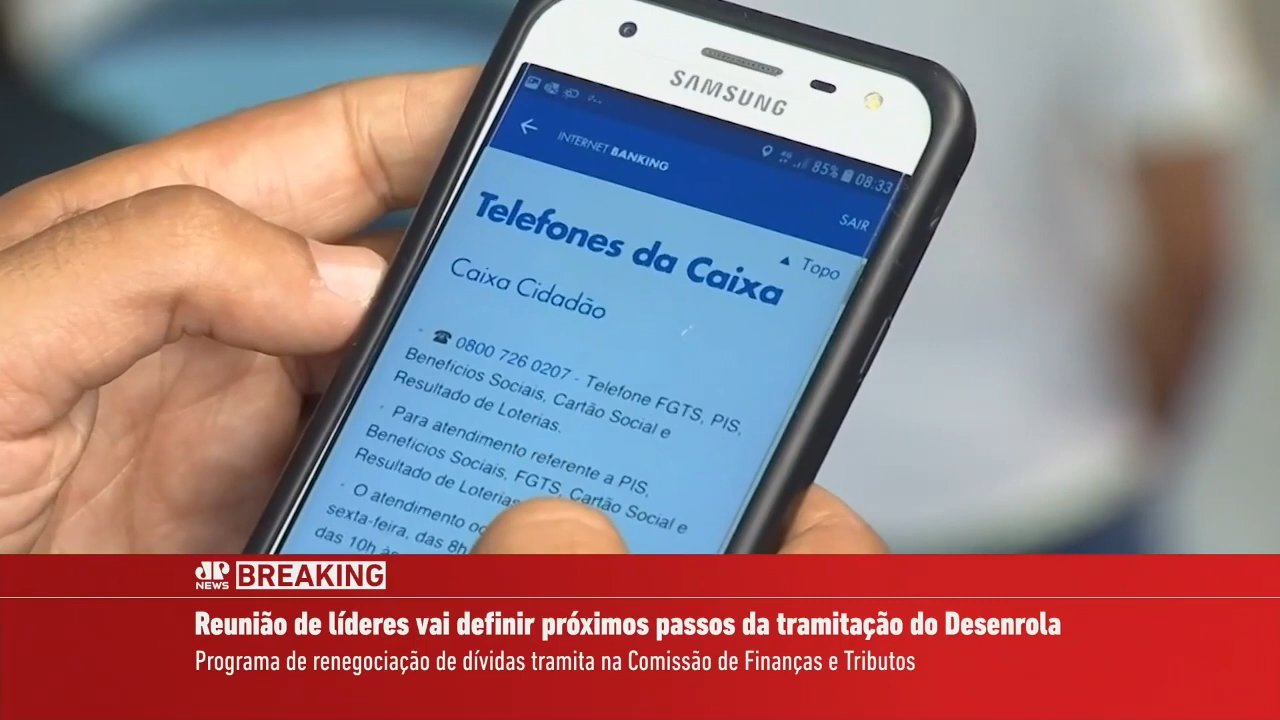 SAMSUNG
85% 08:33
INTERNET BANKING
SAIR
Telefones da Caixa
▲ Topo
Caixa Cidadão
☎ 0800 726 0207 - Telefone FGTS, PIS,
Benefícios Sociais, Cartão Social e
Resultado de Loterias.
Para atendimento referente a PIS,
Benefícios Sociais, FGTS, Cartão Social e
Resultado de Loterias
O atendimento
sexta-feira, das 8h
das 10h
JP NEWS BREAKING
Reunião de líderes vai definir próximos passos da tramitação do Desenrola
Programa de renegociação de dívidas tramita na Comissão de Finanças e Tributos